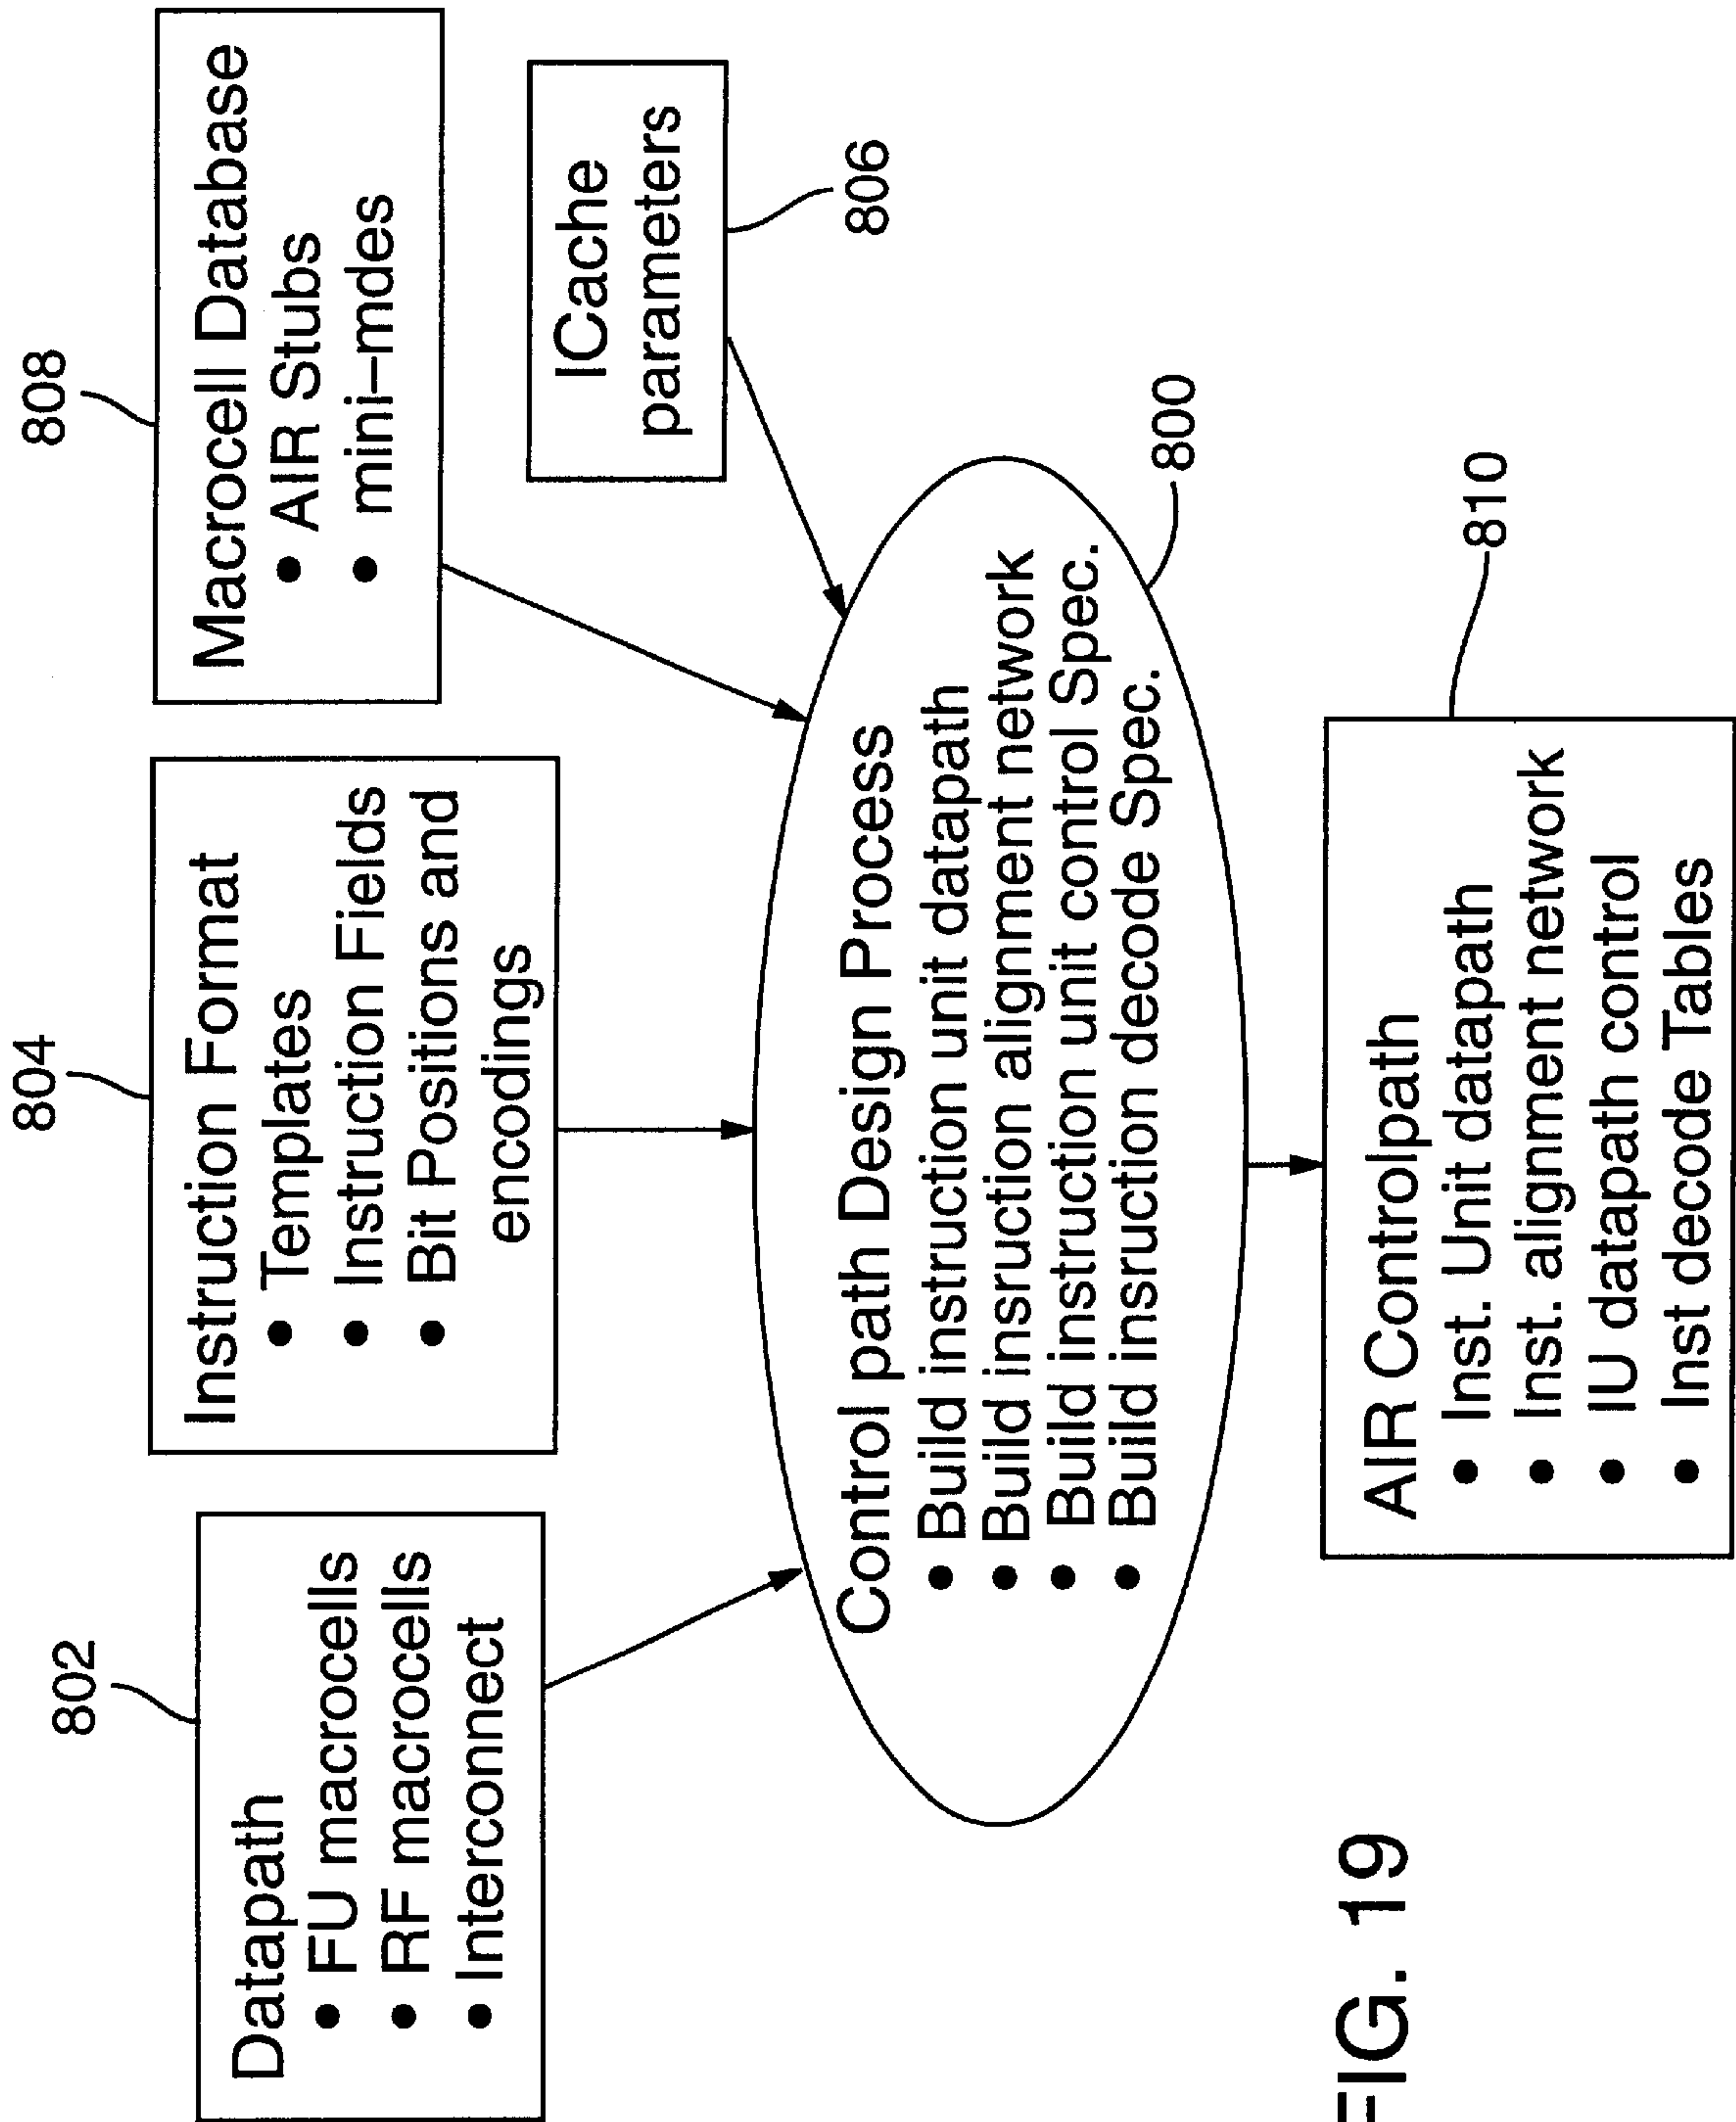 802
Datapath
• FU macrocells
• RF macrocells
• Interconnect
804
Instruction Format
• Templates
• Instruction Fields
• Bit Positions and
encodings
808
Macrocell Database
• AIR Stubs
• mini-mdes
ICache
parameters
806
Control path Design Process
• Build instruction unit datapath
• Build insruction alignment network
• Build instruction unit control Spec.
• Build insruction decode Spec.
800
AIR Controlpath
• Inst. Unit datapath
• Inst. alignment network
• IU datapath control
• Inst decode Tables
810
FIG. 19